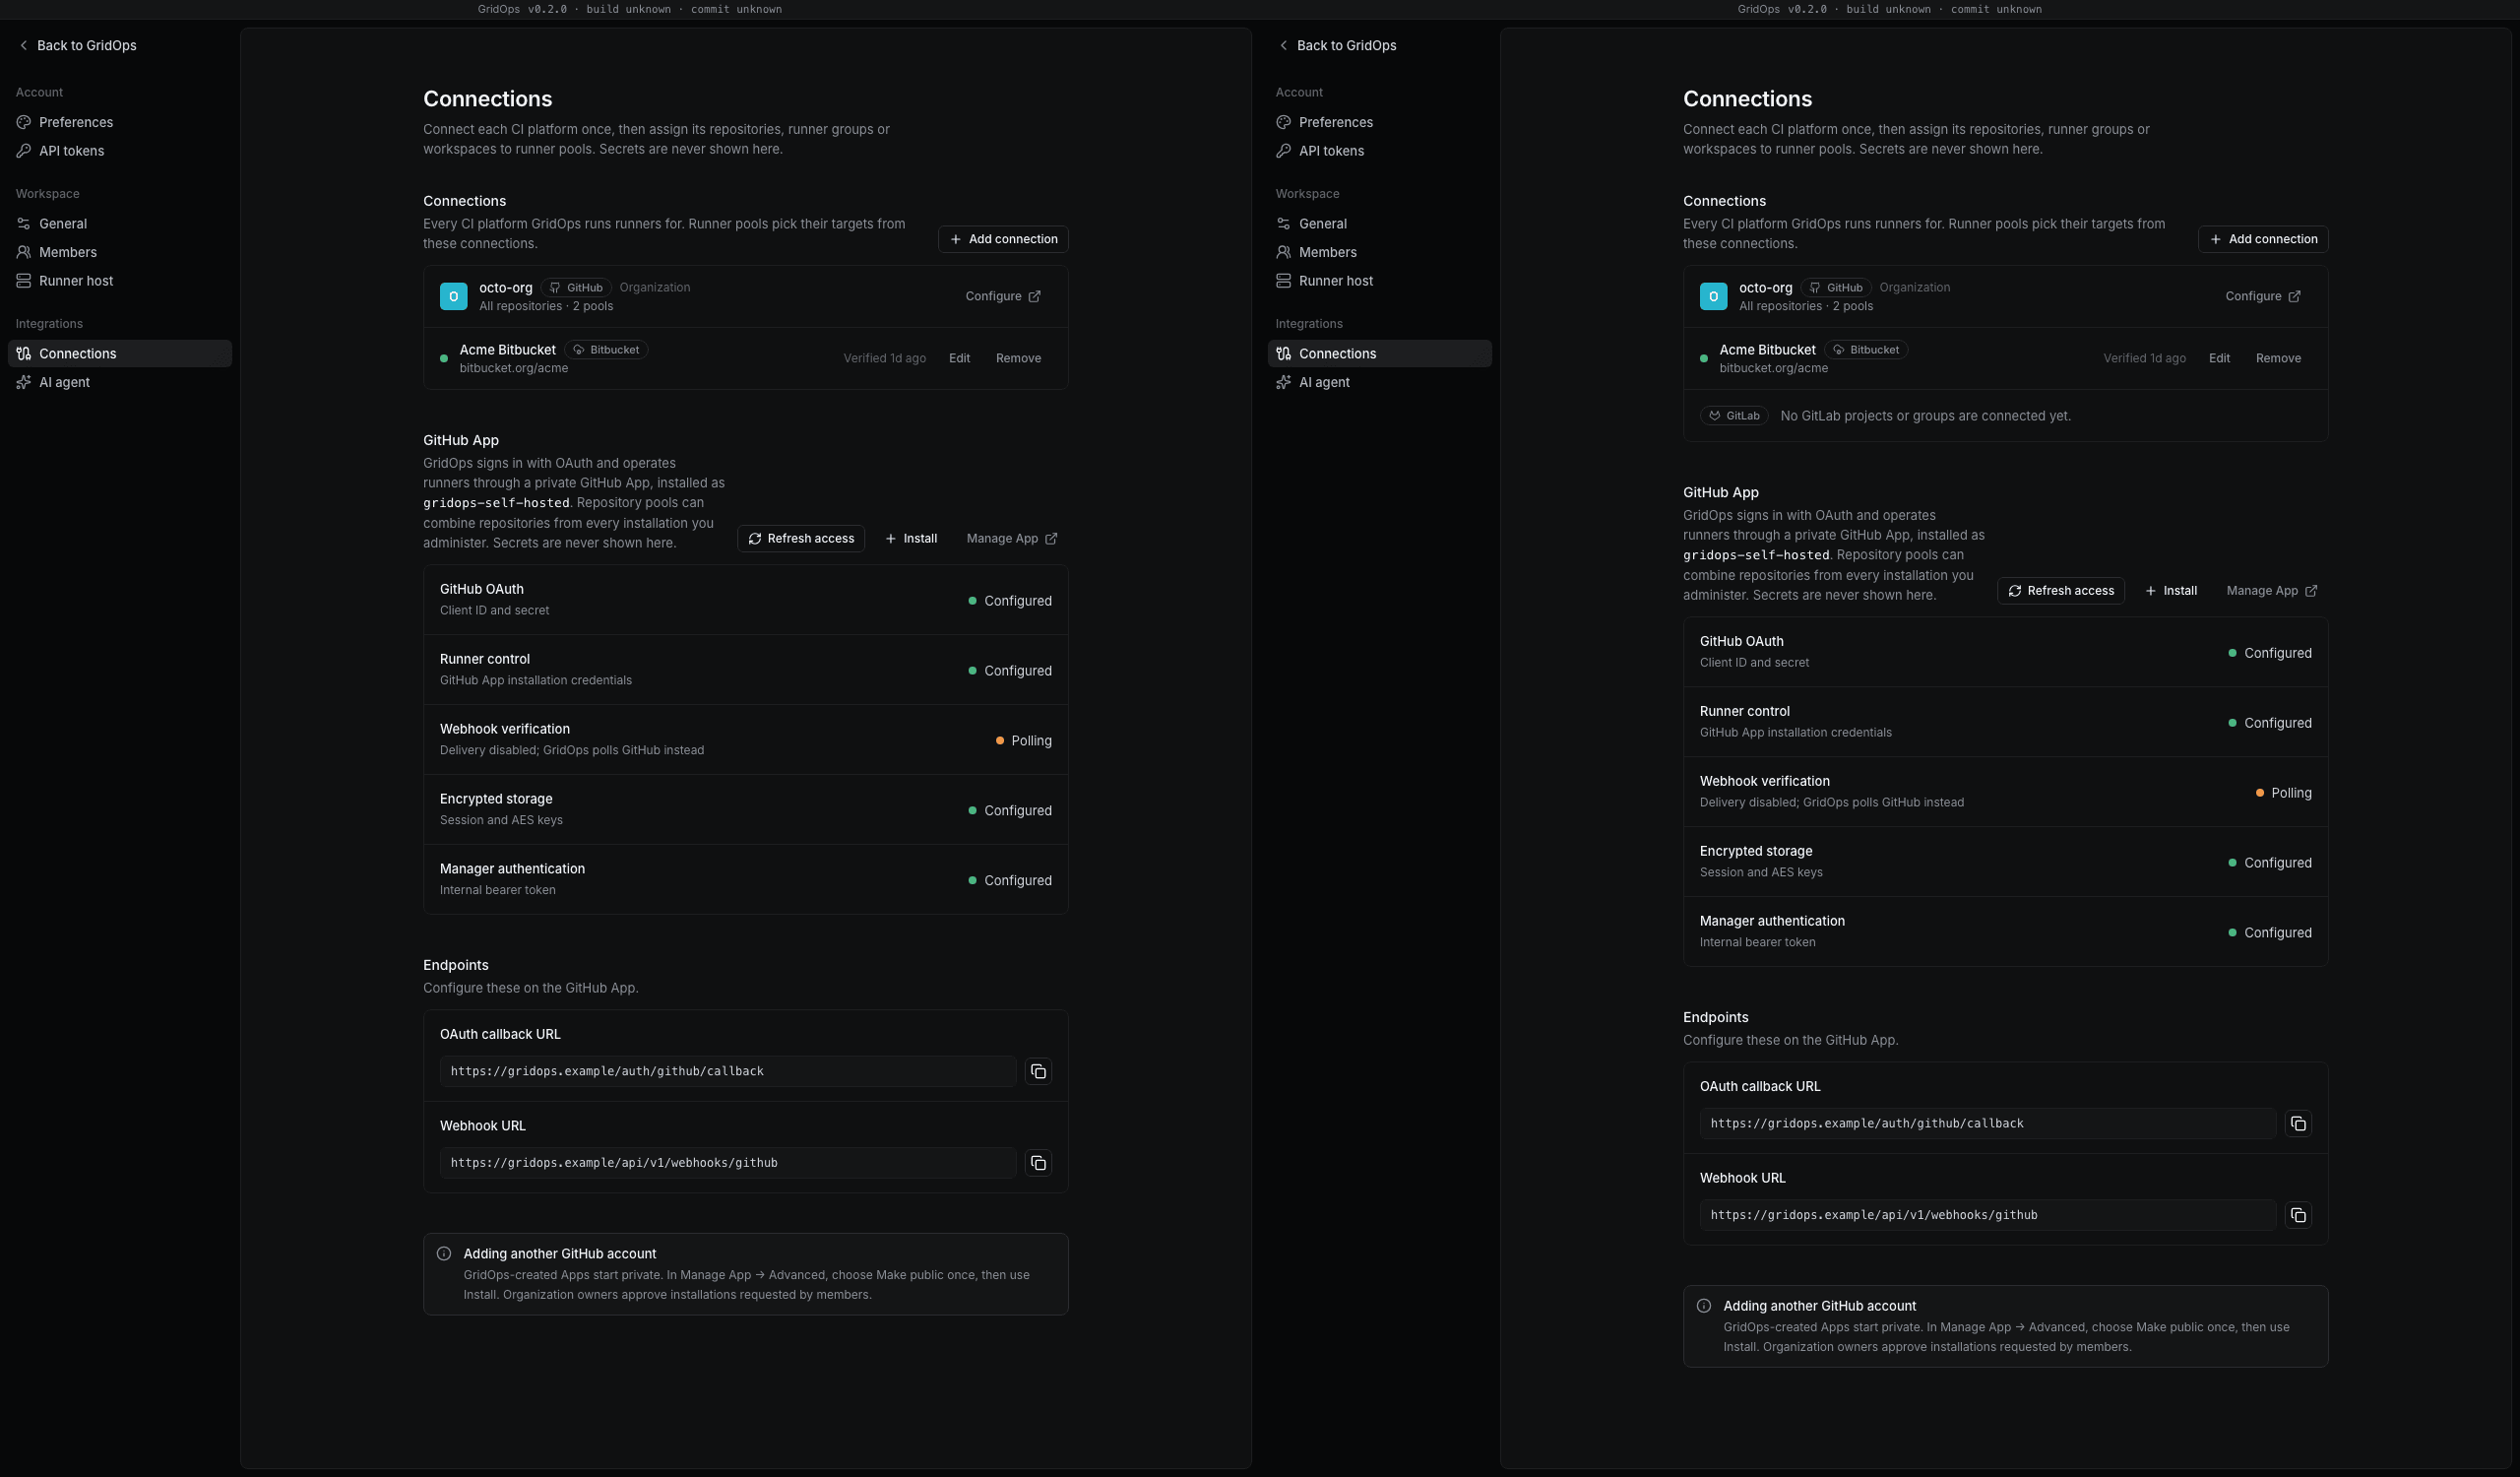 GridOps v0.2.0 · build unknown · commit unknown
Back to GridOps
Account
Preferences
API tokens
Workspace
General
Members
Runner host
Integrations
Connections
AI agent
Connections
Connect each CI platform once, then assign its repositories, runner groups or
workspaces to runner pools. Secrets are never shown here.
Connections
Every CI platform GridOps runs runners for. Runner pools pick their targets from
these connections.
Add connection
O
octo-org GitHub Organization
All repositories · 2 pools
Configure
Acme Bitbucket Bitbucket
bitbucket.org/acme
Verified 1d ago Edit Remove
GitHub App
GridOps signs in with OAuth and operates
runners through a private GitHub App, installed as
gridops-self-hosted. Repository pools can
combine repositories from every installation you
administer. Secrets are never shown here.
Refresh access Install Manage App
GitHub OAuth
Client ID and secret
Configured
Runner control
GitHub App installation credentials
Configured
Webhook verification
Delivery disabled; GridOps polls GitHub instead
Polling
Encrypted storage
Session and AES keys
Configured
Manager authentication
Internal bearer token
Configured
Endpoints
Configure these on the GitHub App.
OAuth callback URL
https://gridops.example/auth/github/callback
Webhook URL
https://gridops.example/api/v1/webhooks/github
Adding another GitHub account
GridOps-created Apps start private. In Manage App → Advanced, choose Make public once, then use
Install. Organization owners approve installations requested by members.
GridOps v0.2.0 · build unknown · commit unknown
Back to GridOps
Account
Preferences
API tokens
Workspace
General
Members
Runner host
Integrations
Connections
AI agent
Connections
Connect each CI platform once, then assign its repositories, runner groups or
workspaces to runner pools. Secrets are never shown here.
Connections
Every CI platform GridOps runs runners for. Runner pools pick their targets from
these connections.
Add connection
O
octo-org GitHub Organization
All repositories · 2 pools
Configure
Acme Bitbucket Bitbucket
bitbucket.org/acme
Verified 1d ago Edit Remove
GitLab No GitLab projects or groups are connected yet.
GitHub App
GridOps signs in with OAuth and operates
runners through a private GitHub App, installed as
gridops-self-hosted. Repository pools can
combine repositories from every installation you
administer. Secrets are never shown here.
Refresh access Install Manage App
GitHub OAuth
Client ID and secret
Configured
Runner control
GitHub App installation credentials
Configured
Webhook verification
Delivery disabled; GridOps polls GitHub instead
Polling
Encrypted storage
Session and AES keys
Configured
Manager authentication
Internal bearer token
Configured
Endpoints
Configure these on the GitHub App.
OAuth callback URL
https://gridops.example/auth/github/callback
Webhook URL
https://gridops.example/api/v1/webhooks/github
Adding another GitHub account
GridOps-created Apps start private. In Manage App → Advanced, choose Make public once, then use
Install. Organization owners approve installations requested by members.